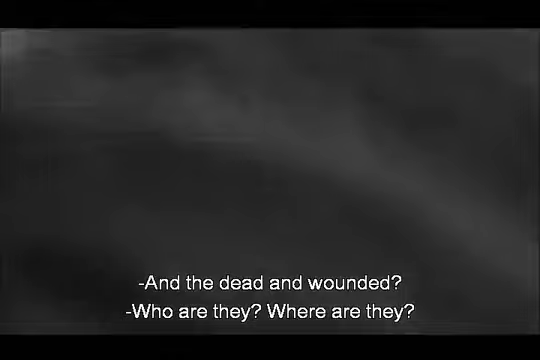 -And the dead and wounded?
-Who are they? Where are they?